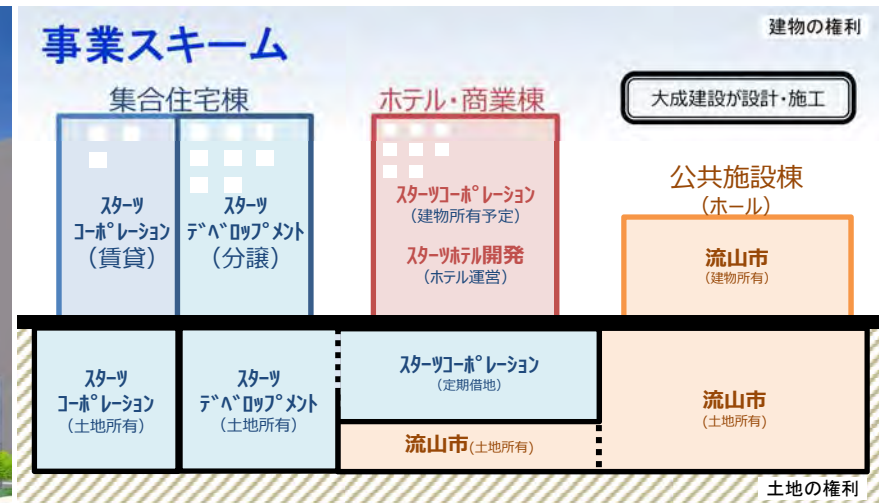 事業スキーム
建物の権利
大成建設が設計・施工
集合住宅棟
ｽﾀｰﾂ
ｺｰﾎﾟﾚｰｼｮﾝ
（賃貸）
ｽﾀｰﾂ
ﾃﾞﾍﾞﾛｯﾌﾟﾒﾝﾄ
（分譲）
ホテル・商業棟
ｽﾀｰﾂｺｰﾎﾟﾚｰｼｮﾝ
（建物所有予定）
ｽﾀｰﾂﾎﾃﾙ開発
（ホテル運営）
公共施設棟
（ホール）
流山市
（建物所有）
ｽﾀｰﾂ
ｺｰﾎﾟﾚｰｼｮﾝ
（土地所有）
ｽﾀｰﾂ
ﾃﾞﾍﾞﾛｯﾌﾟﾒﾝﾄ
（土地所有）
ｽﾀｰﾂｺｰﾎﾟﾚｰｼｮﾝ
（定期借地）
流山市(土地所有)
流山市
(土地所有)
土地の権利